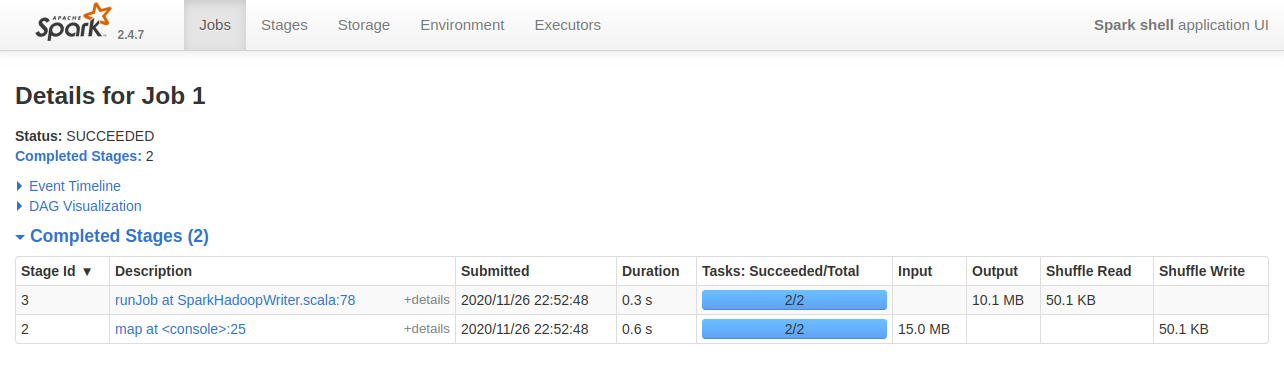 APACHE Spark 2.4.7 Jobs Stages Storage Environment Executors Spark shell application UI
Details for Job 1
Status: SUCCEEDED
Completed Stages: 2
Event Timeline
DAG Visualization
Completed Stages (2)
Stage Id ▼ Description Submitted Duration Tasks: Succeeded/Total Input Output Shuffle Read Shuffle Write
3 runJob at SparkHadoopWriter.scala:78 +details 2020/11/26 22:52:48 0.3 s 2/2 10.1 MB 50.1 KB
2 map at <console>:25 +details 2020/11/26 22:52:48 0.6 s 2/2 15.0 MB 50.1 KB